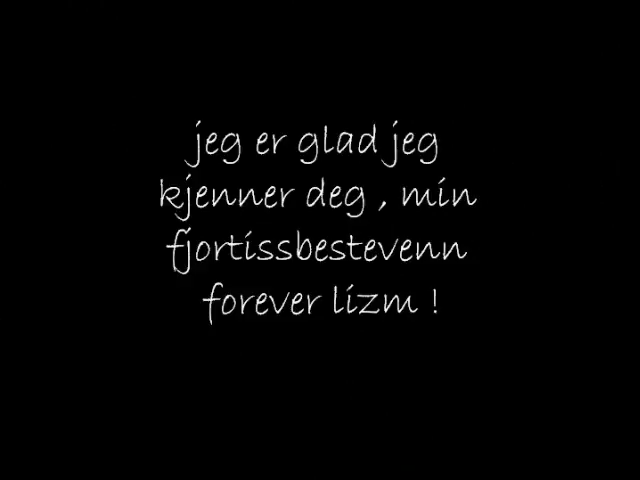 jeg er glad jeg
kjenner deg , min
fjortissbestevenn
forever lizm !